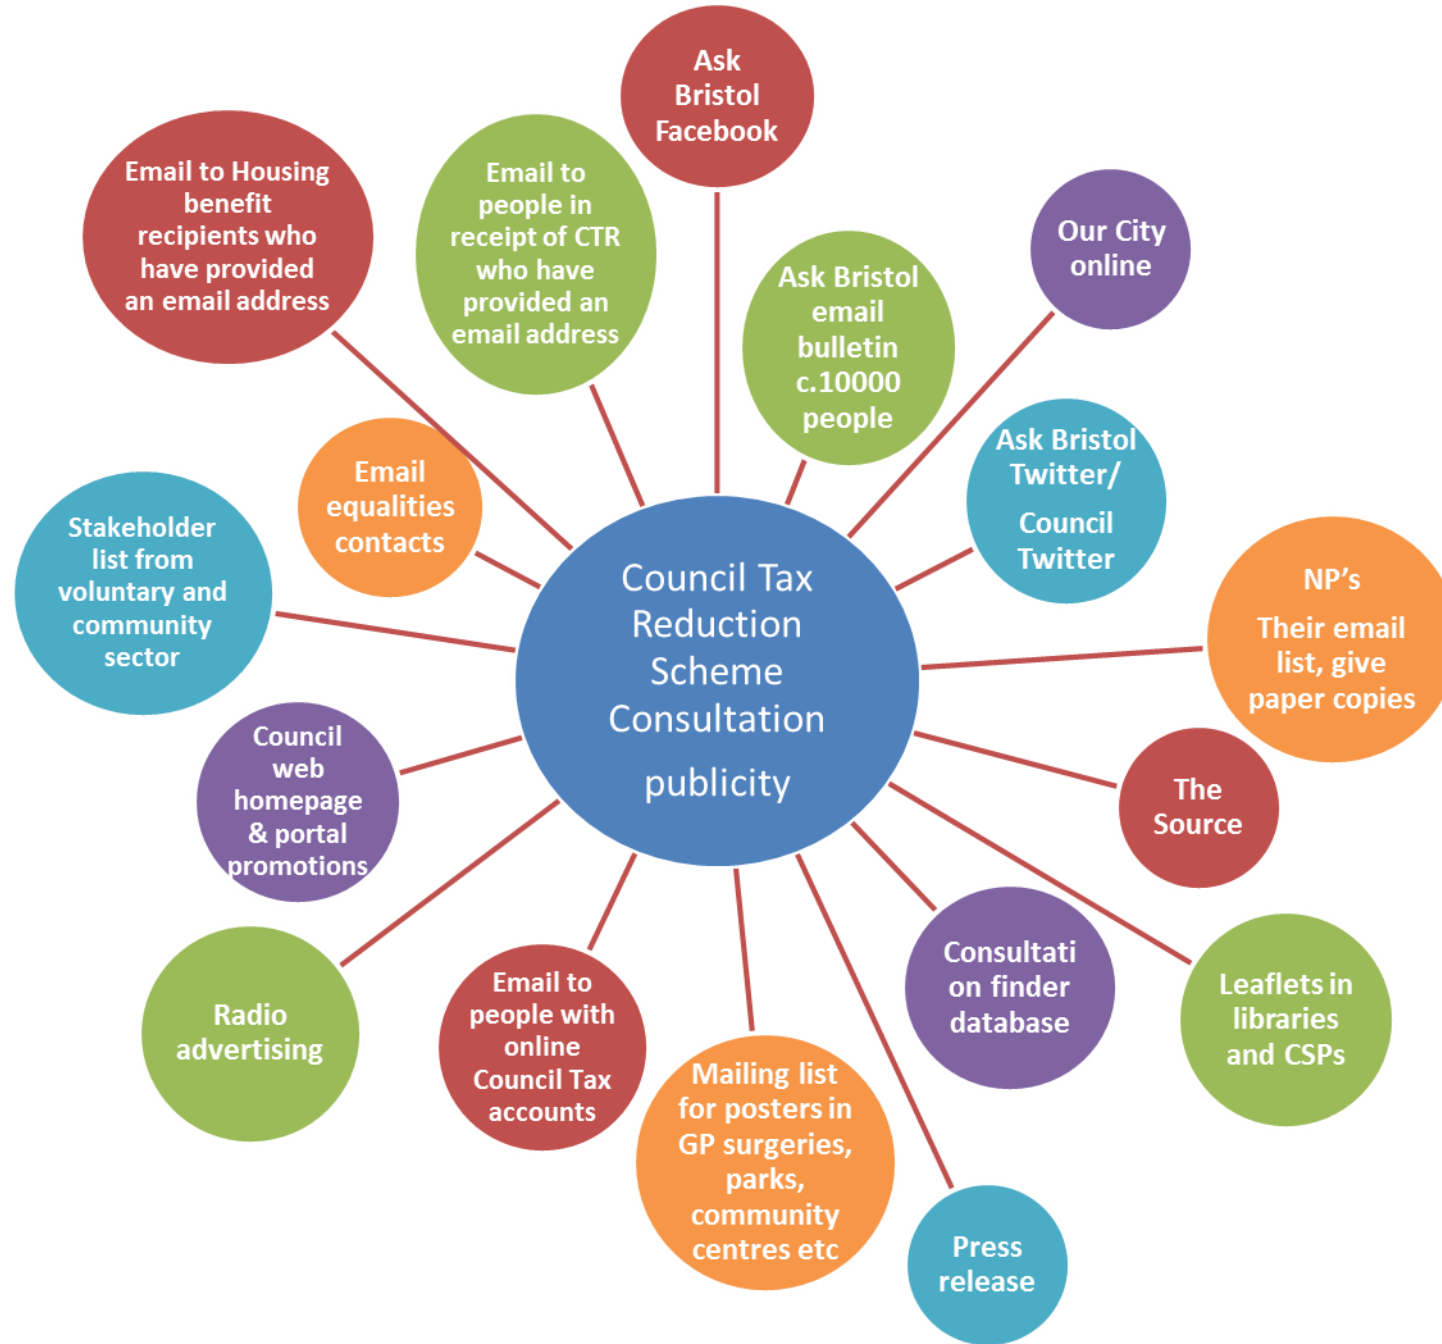 Ask
Bristol
Facebook
Email to Housing
benefit
recipients who
have provided
an email address
Email to
people in
receipt of CTR
who have
provided an
email address
Our City
online
Ask Bristol
email
bulletin
c.10000
people
Ask Bristol
Twitter/
Council
Twitter
Email
equalities
contacts
Stakeholder
list from
voluntary and
community
sector
Council Tax
Reduction
Scheme
Consultation
publicity
NP's
Their email
list, give
paper copies
Council
web
homepage
& portal
promotions
The
Source
Consultati
on finder
database
Leaflets in
libraries
and CSPs
Radio
advertising
Email to
people with
online
Council Tax
accounts
Mailing list
for posters in
GP surgeries,
parks,
community
centres etc
Press
release